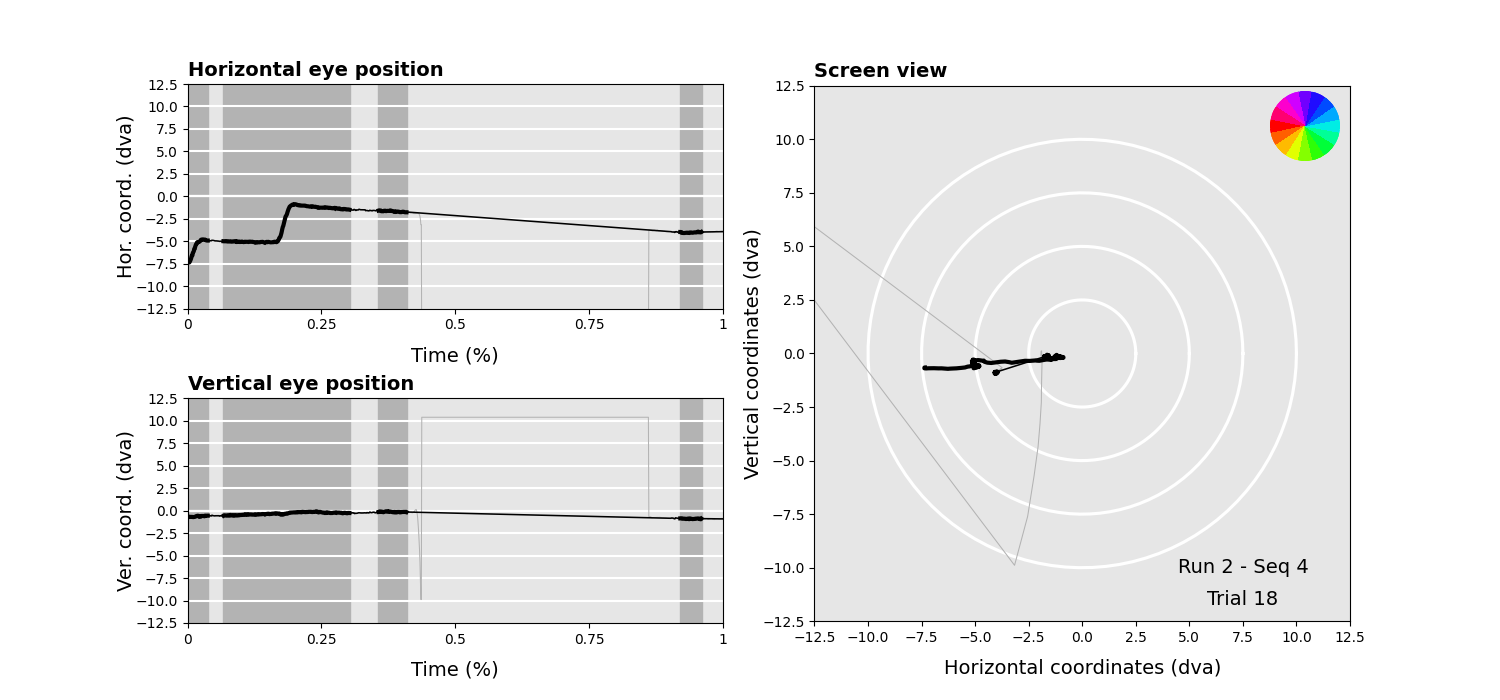 Horizontal eye position
12.5
10.0
7.5
5.0
2.5
0.0
−2.5
−5.0
−7.5
−10.0
−12.5
Hor. coord. (dva)
0 0.25 0.5 0.75 1
Time (%)
Vertical eye position
12.5
10.0
7.5
5.0
2.5
0.0
−2.5
−5.0
−7.5
−10.0
−12.5
Ver. coord. (dva)
0 0.25 0.5 0.75 1
Time (%)
Screen view
12.5
10.0
7.5
5.0
2.5
0.0
−2.5
−5.0
−7.5
−10.0
−12.5
Vertical coordinates (dva)
Run 2 - Seq 4
Trial 18
−12.5 −10.0 −7.5 −5.0 −2.5 0.0 2.5 5.0 7.5 10.0 12.5
Horizontal coordinates (dva)